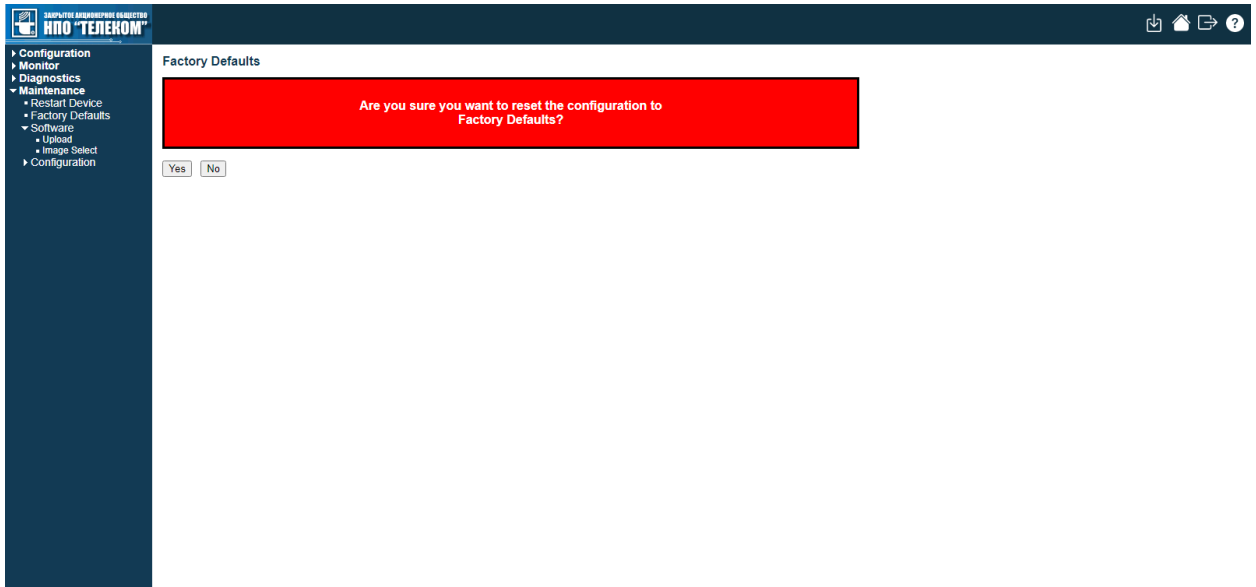 ЗАКРЫТОЕ АКЦИОНЕРНОЕ ОБЩЕСТВО
НПО "ТЕЛЕКОМ"
?
Configuration
Monitor
Diagnostics
Maintenance
Restart Device
Factory Defaults
Software
Upload
Image Select
Configuration
Factory Defaults
Are you sure you want to reset the configuration to
Factory Defaults?
Yes No